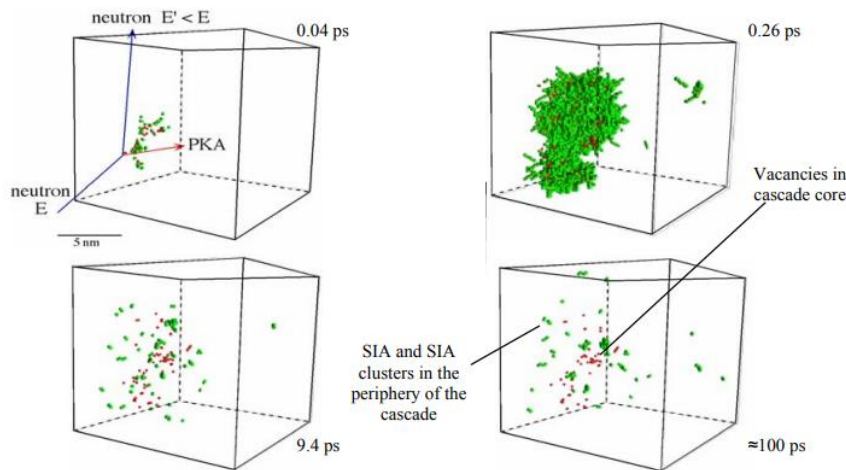 neutron E' < E
0.04 ps
0.26 ps
PKA
neutron
E
5 nm
Vacancies in
cascade core
SIA and SIA
clusters in the
periphery of the
cascade
9.4 ps
≈100 ps